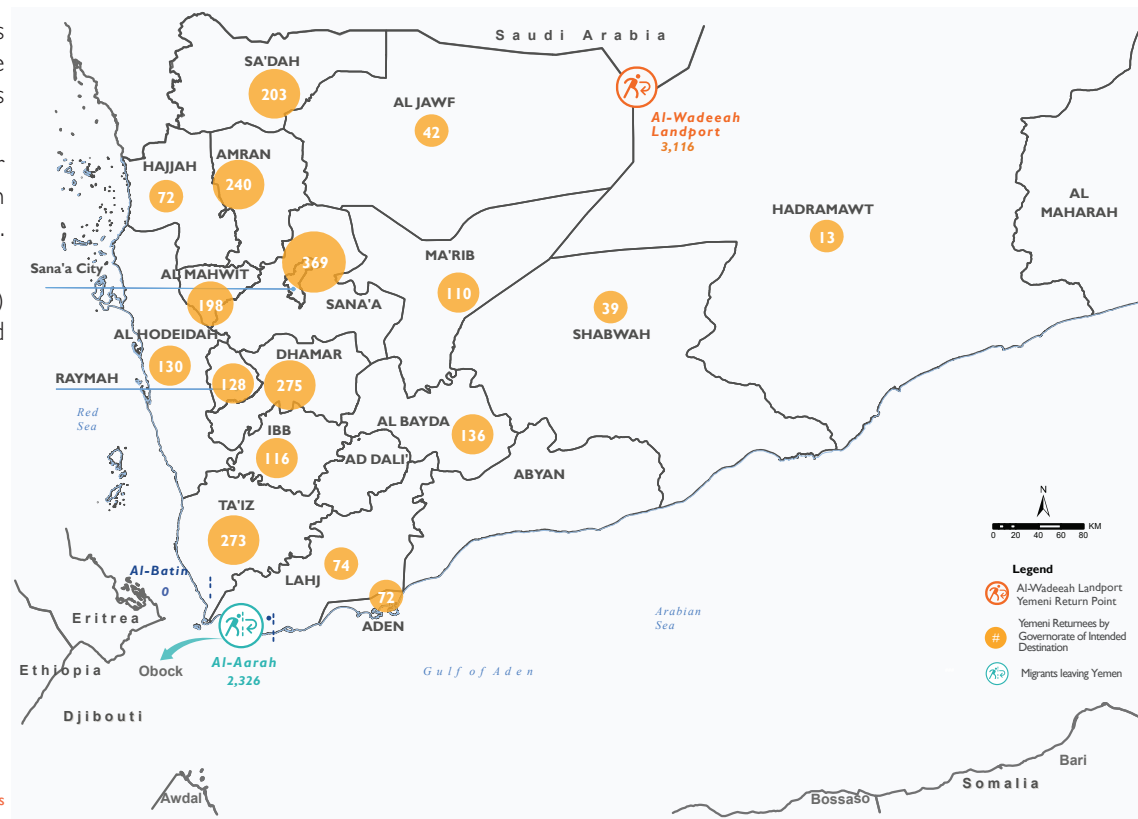 s
e
s
r
n
.
)
d
s
Saudi Arabia
SA'DAH
203
AL JAWF
42
Al-Wadeeah
Landport
3,116
HAJJAH
72
AMRAN
240
HADRAMAWT
13
AL
MAHARAH
Sana'a City
369
AL MAHWIT
198
SANA'A
MA'RIB
110
39
SHABWAH
AL HODEIDAH
130
RAYMAH
128
DHAMAR
275
Red
Sea
IBB
116
AL BAYDA
136
AD DALI'
ABYAN
TA'IZ
273
LAHJ
74
72
ADEN
Al-Batin
0
Eritrea
Ethiopia
Obock
Al-Aarah
2,326
Djibouti
Gulf of Aden
Arabian
Sea
N
0 20 40 60 80 KM
Legend
Al-Wadeeah Landport
Yemeni Return Point
#
Yemeni Returnees by
Governorate of Intended
Destination
Migrants leaving Yemen
Awdal
Bossaso
Somalia
Bari